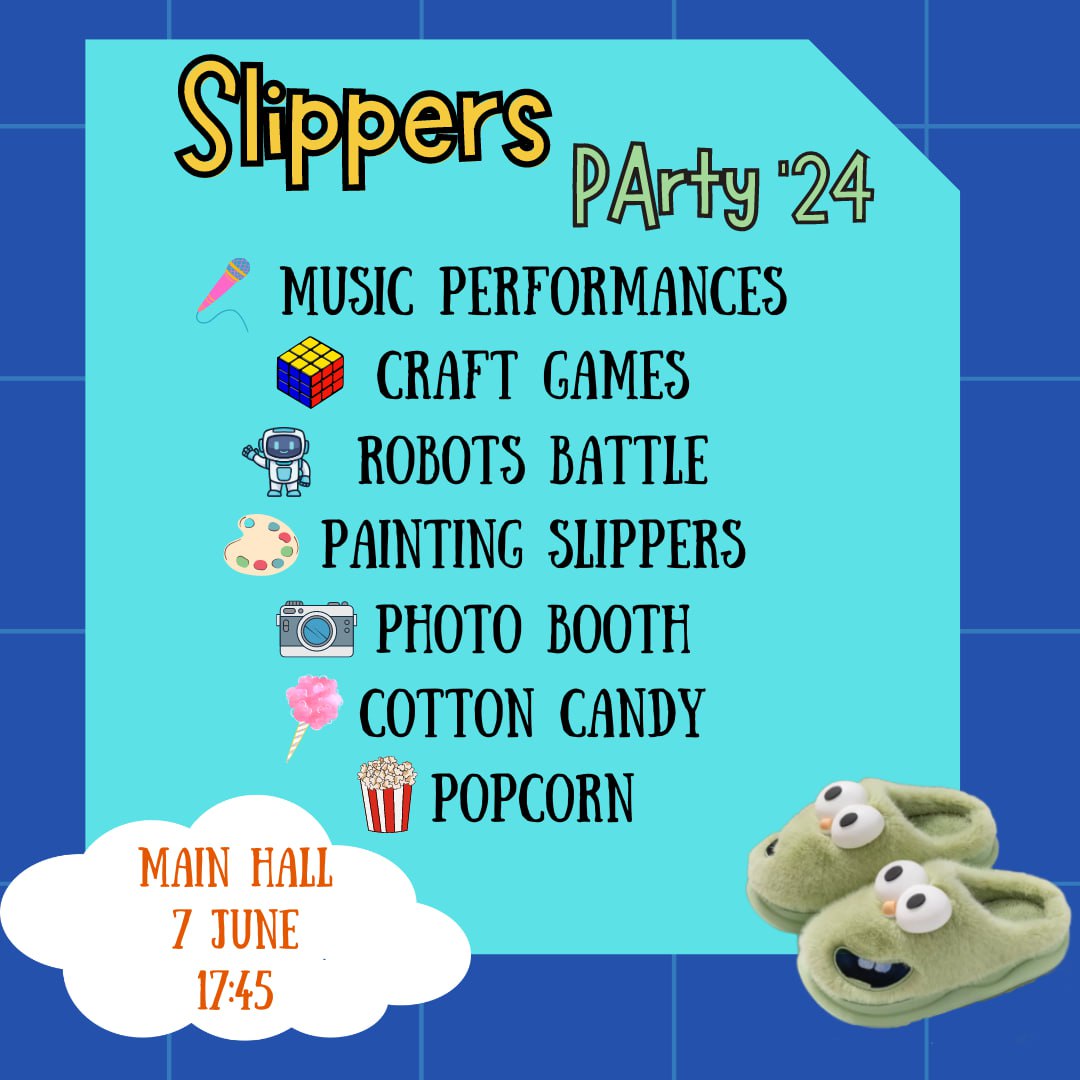 Slippers
PArty '24
MUSIC PERFORMANCES
CRAFT GAMES
ROBOTS BATTLE
PAINTING SLIPPERS
PHOTO BOOTH
COTTON CANDY
POPCORN
MAIN HALL
7 JUNE
17:45